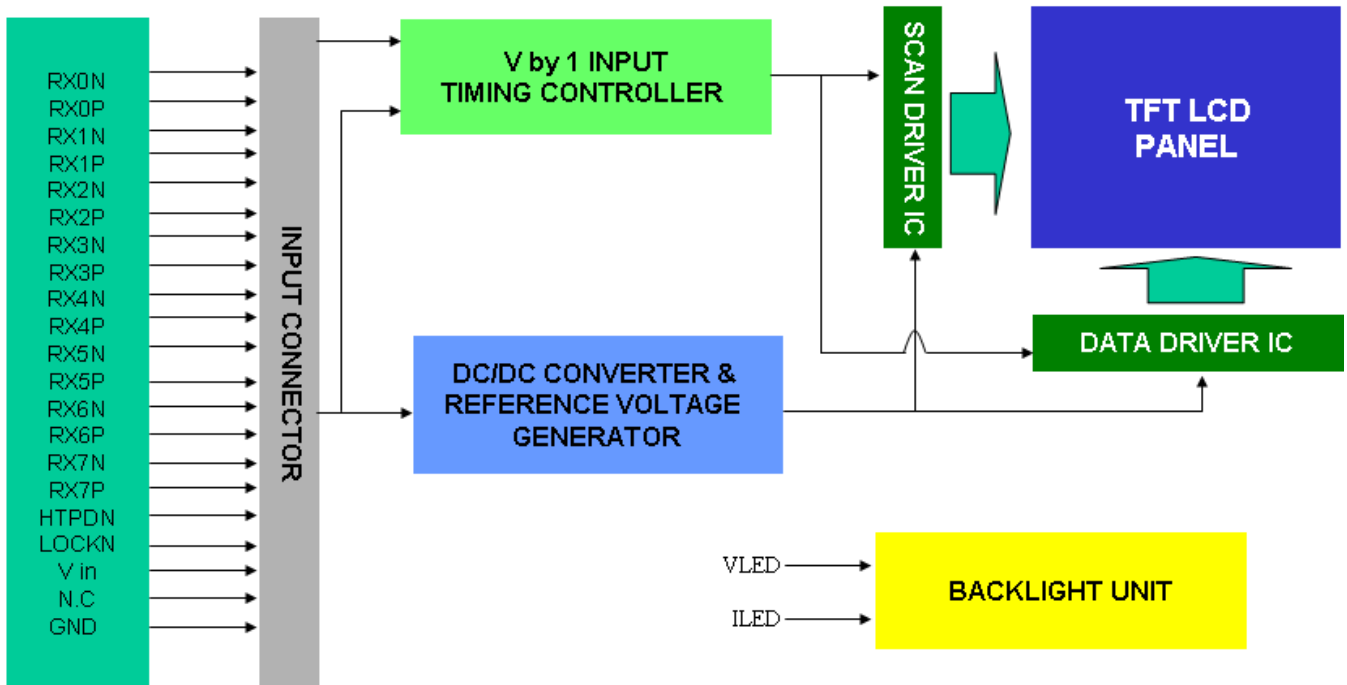 RX0N
RX0P
RX1N
RX1P
RX2N
RX2P
RX3N
RX3P
RX4N
RX4P
RX5N
RX5P
RX6N
RX6P
RX7N
RX7P
HTPDN
LOCKN
V in
N.C
GND
INPUT CONNECTOR
V by 1 INPUT
TIMING CONTROLLER
SCAN DRIVER IC
TFT LCD
PANEL
DATA DRIVER IC
DC/DC CONVERTER &
REFERENCE VOLTAGE
GENERATOR
VLED
ILED
BACKLIGHT UNIT